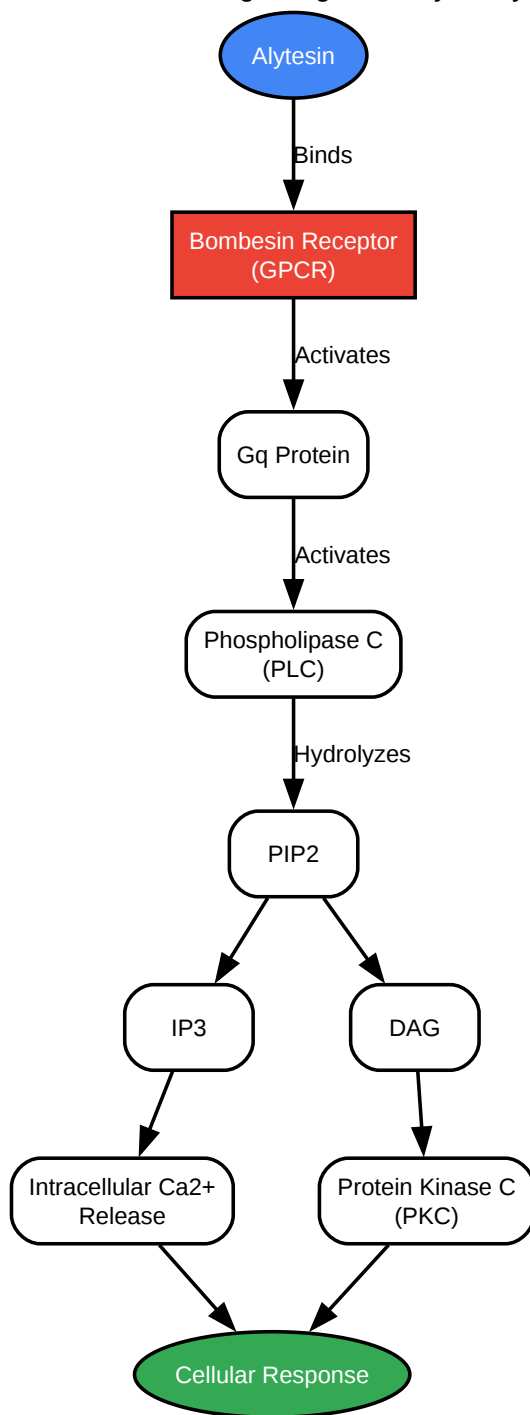 Alytesin
Binds
Bombesin Receptor
(GPCR)
Activates
Gq Protein
Activates
Phospholipase C
(PLC)
Hydrolyzes
PIP2
IP3
DAG
Intracellular Ca2+
Release
Protein Kinase C
(PKC)
Cellular Response